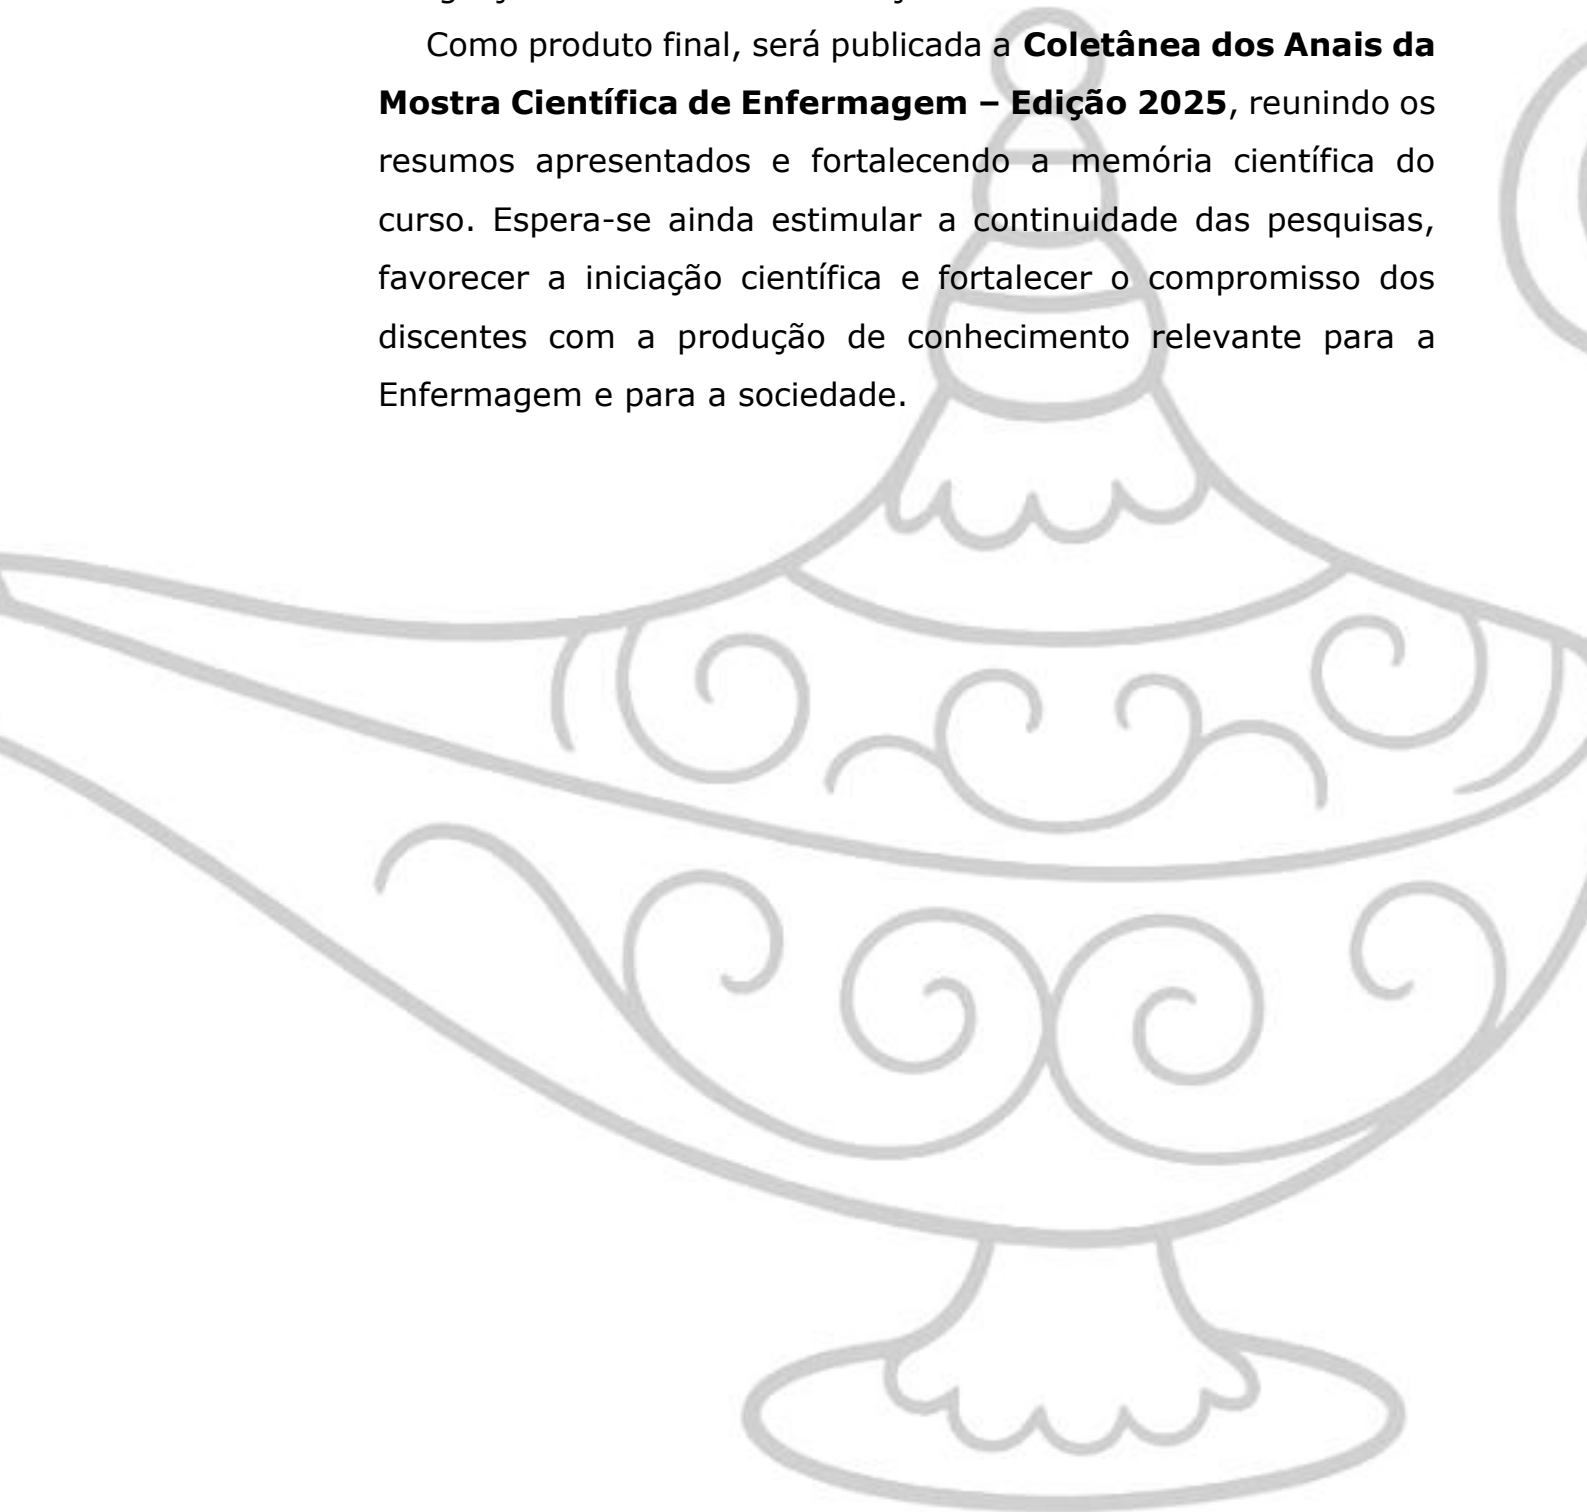 Como produto final, será publicada a Coletânea dos Anais da
Mostra Científica de Enfermagem – Edição 2025, reunindo os
resumos apresentados e fortalecendo a memória científica do
curso. Espera-se ainda estimular a continuidade das pesquisas,
favorecer a iniciação científica e fortalecer o compromisso dos
discentes com a produção de conhecimento relevante para a
Enfermagem e para a sociedade.